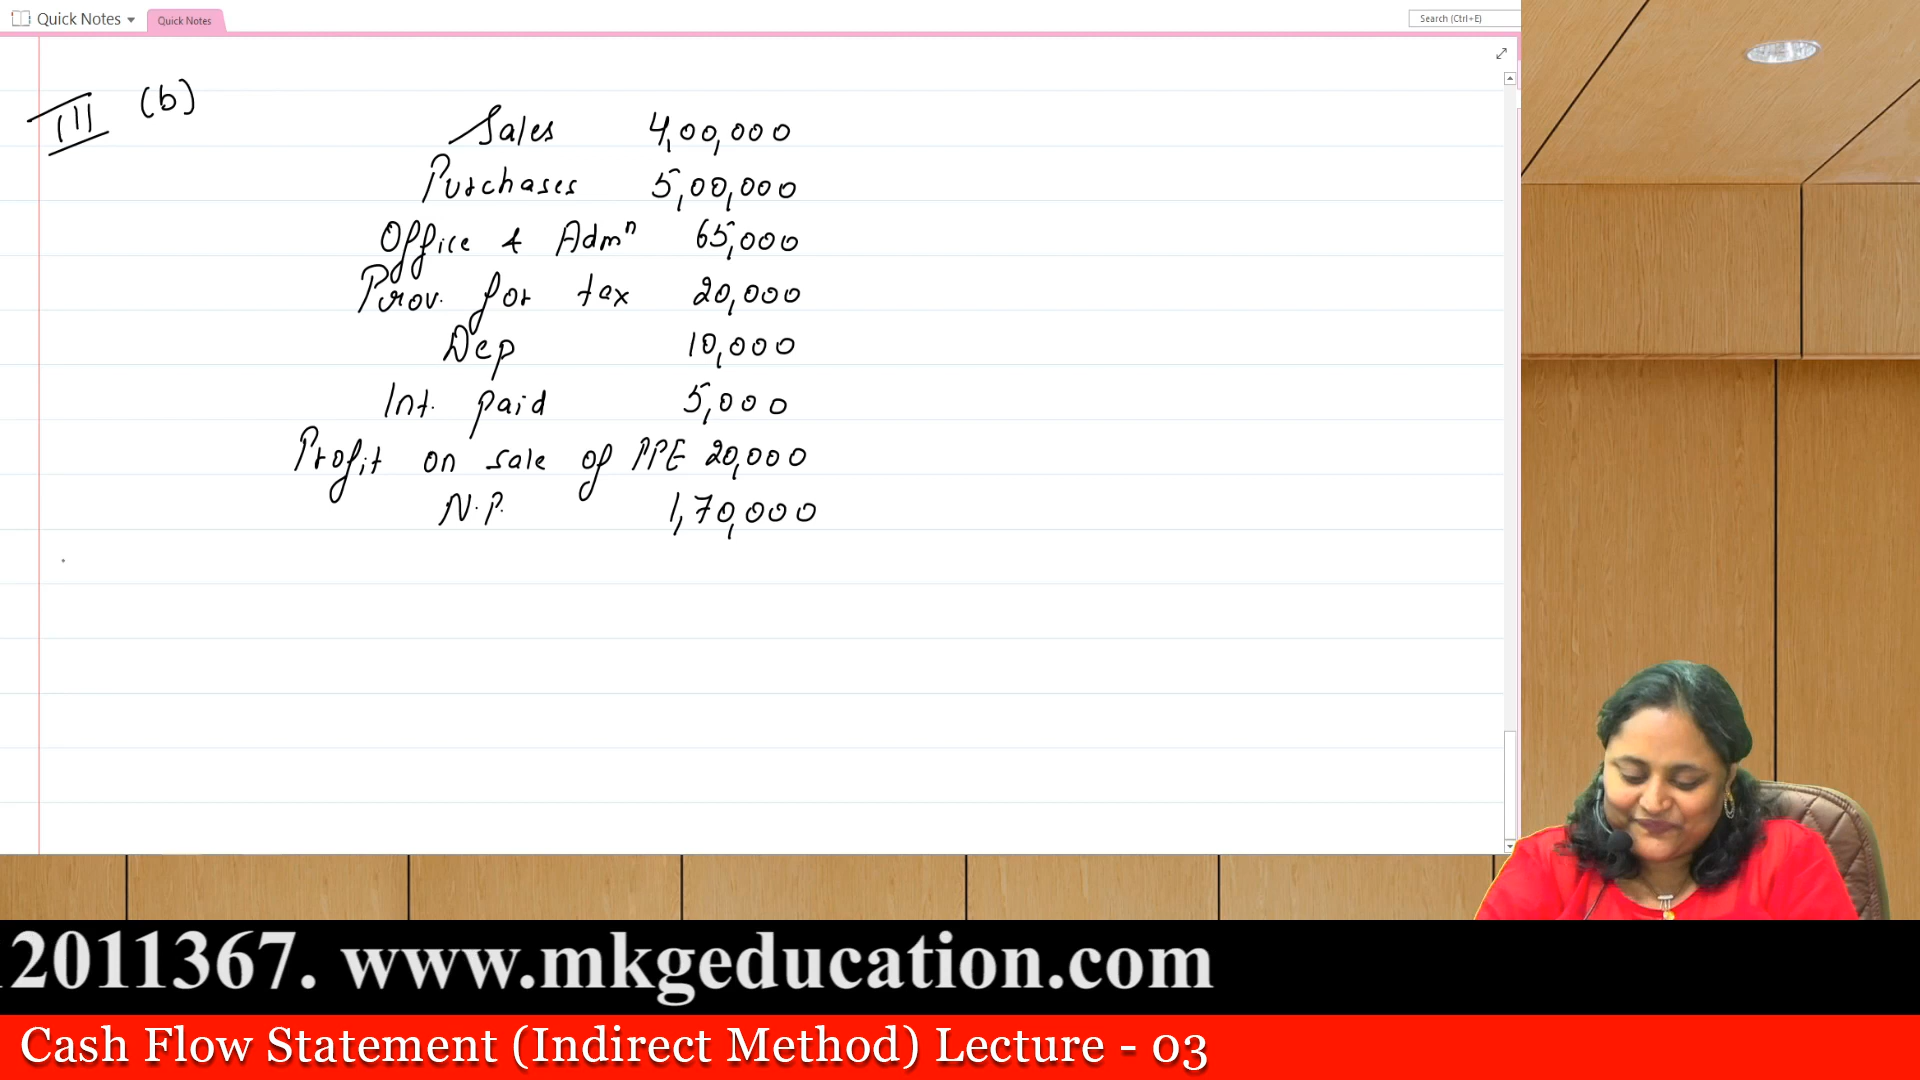 Quick Notes
Quick Notes
Search (Ctrl+E)
III (b)
Sales 4,00,000
Purchases 5,00,000
Office & Admⁿ 65,000
Prov. for tax 20,000
Dep 10,000
Int. paid 5,000
Profit on sale of PPE 20,000
N.P. 1,70,000
2011367. www.mkgeducation.com
Cash Flow Statement (Indirect Method) Lecture - 03